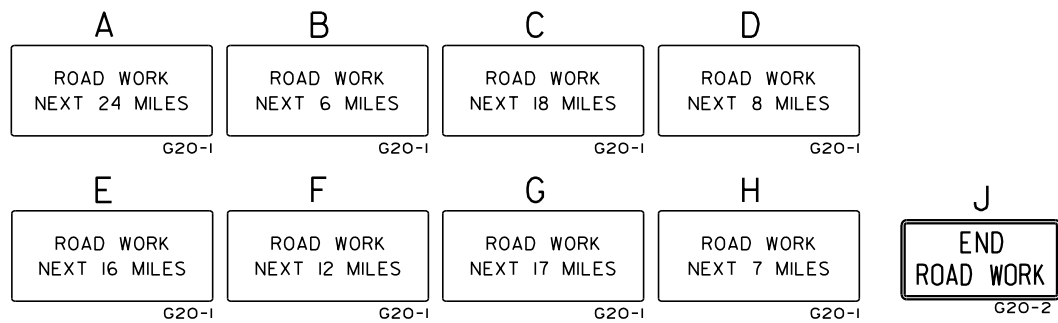 A
B
C
D
ROAD WORK
NEXT 24 MILES
G20-1
ROAD WORK
NEXT 6 MILES
G20-1
ROAD WORK
NEXT 18 MILES
G20-1
ROAD WORK
NEXT 8 MILES
G20-1
E
F
G
H
J
ROAD WORK
NEXT 16 MILES
G20-1
ROAD WORK
NEXT 12 MILES
G20-1
ROAD WORK
NEXT 17 MILES
G20-1
ROAD WORK
NEXT 7 MILES
G20-1
END
ROAD WORK
G20-2